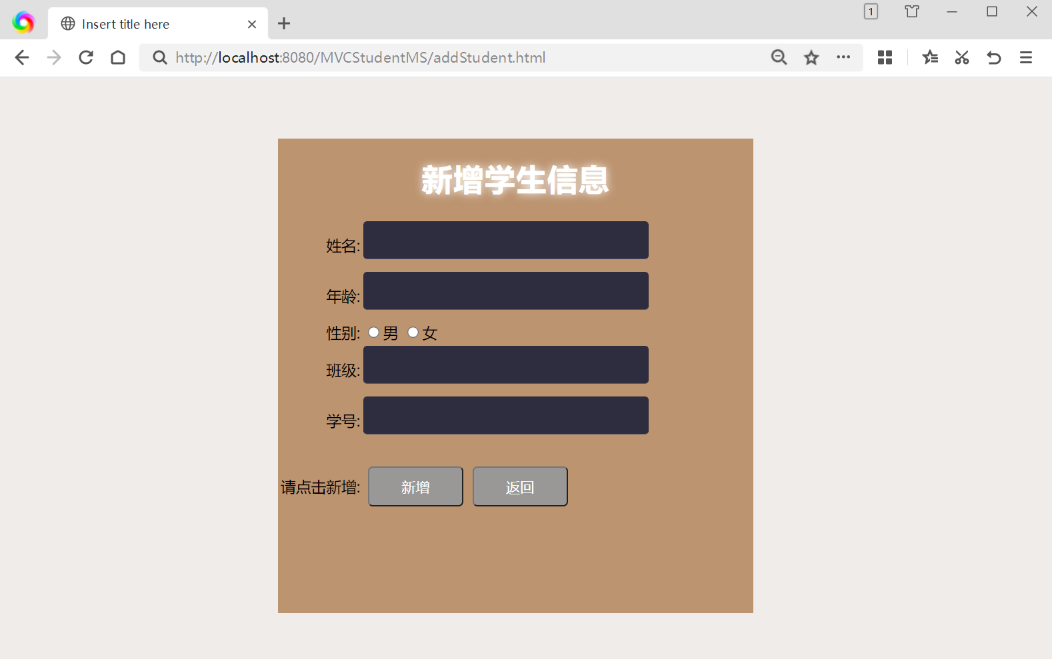 Insert title here
1
http://localhost:8080/MVCStudentMS/addStudent.html
新增学生信息
姓名:
年龄:
性别: 男 女
班级:
学号:
请点击新增: 新增 返回